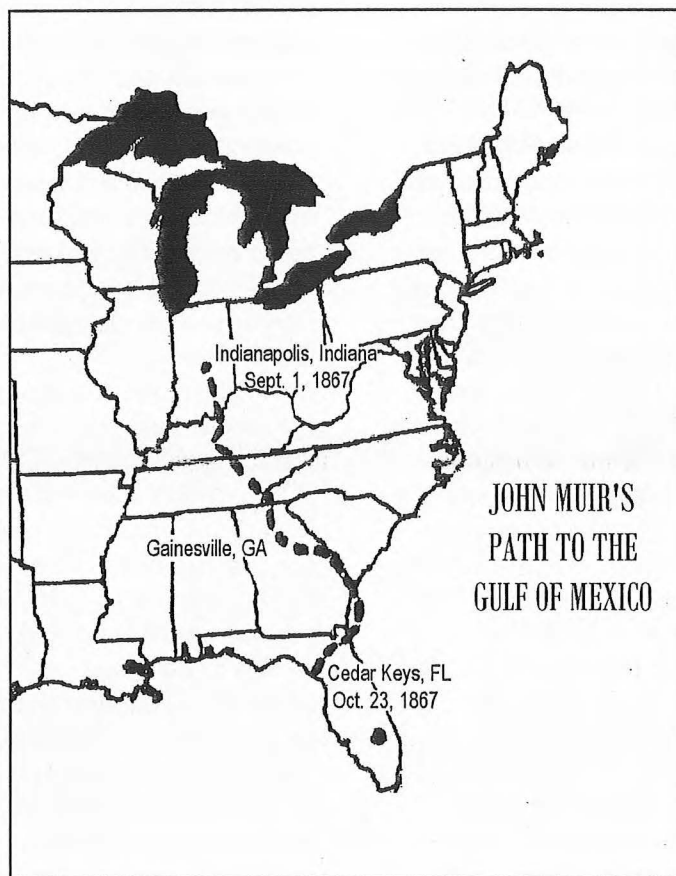 Indianapolis, Indiana
Sept. 1, 1867
JOHN MUIR'S
PATH TO THE
GULF OF MEXICO
Gainesville, GA
Cedar Keys, FL
Oct. 23, 1867